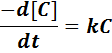 -d[C]/dt = kC